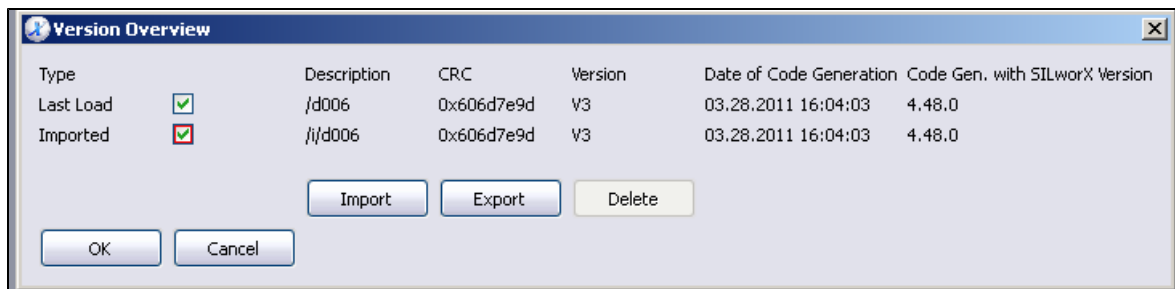 Version Overview
Type Description CRC Version Date of Code Generation Code Gen. with SILworX Version
Last Load /d006 0x606d7e9d V3 03.28.2011 16:04:03 4.48.0
Imported /i/d006 0x606d7e9d V3 03.28.2011 16:04:03 4.48.0
Import Export Delete
OK Cancel